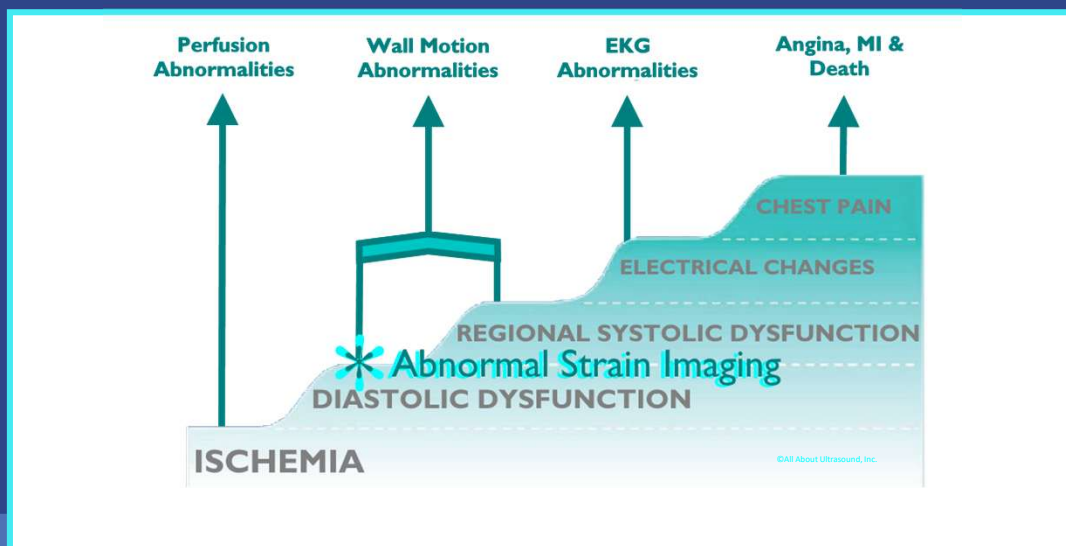 Perfusion
Abnormalities
Wall Motion
Abnormalities
EKG
Abnormalities
Angina, MI &
Death
CHEST PAIN
ELECTRICAL CHANGES
REGIONAL SYSTOLIC DYSFUNCTION
* Abnormal Strain Imaging
DIASTOLIC DYSFUNCTION
ISCHEMIA
©All About Ultrasound, Inc.